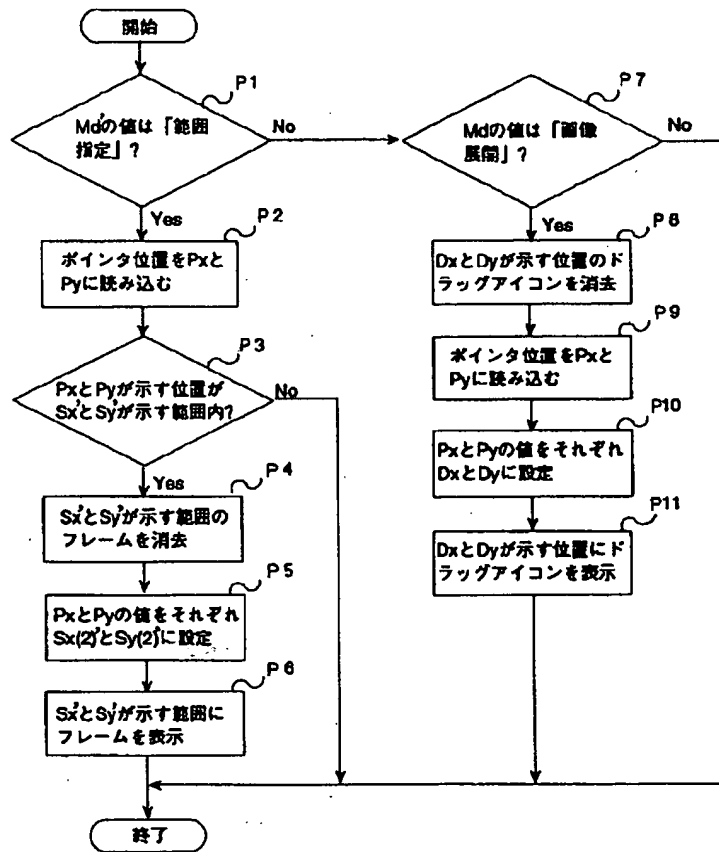 開始
P1
Md'の値は「範囲
指定」?
No
Yes
P2
ポインタ位置をPxと
Pyに読み込む
P3
PxとPyが示す位置が
Sx'とSy'が示す範囲内?
No
Yes
P4
Sx'とSy'が示す範囲の
フレームを消去
P5
PxとPyの値をそれぞれ
Sx(2)'とSy(2)'に設定
P6
Sx'とSy'が示す範囲に
フレームを表示
終了
P7
Mdの値は「画像
展開」?
No
Yes
P8
DxとDyが示す位置のド
ラッグアイコンを消去
P9
ポインタ位置をPxと
Pyに読み込む
P10
PxとPyの値をそれぞれ
DxとDyに設定
P11
DxとDyが示す位置にド
ラッグアイコンを表示